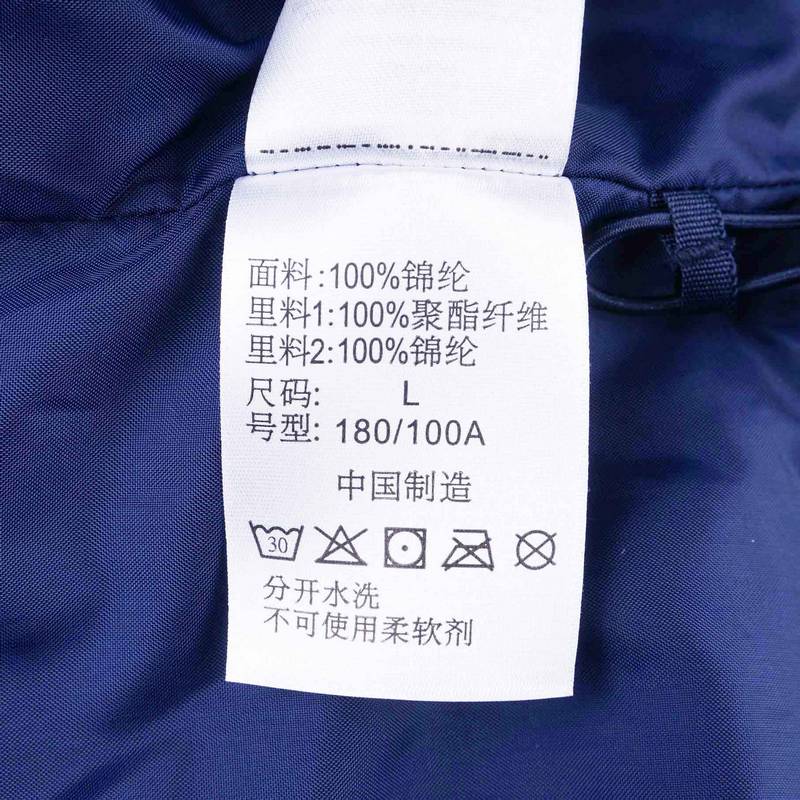 面料:100%锦纶
里料1:100%聚酯纤维
里料2:100%锦纶
尺码: L
号型: 180/100A
中国制造
30
分开水洗
不可使用柔软剂